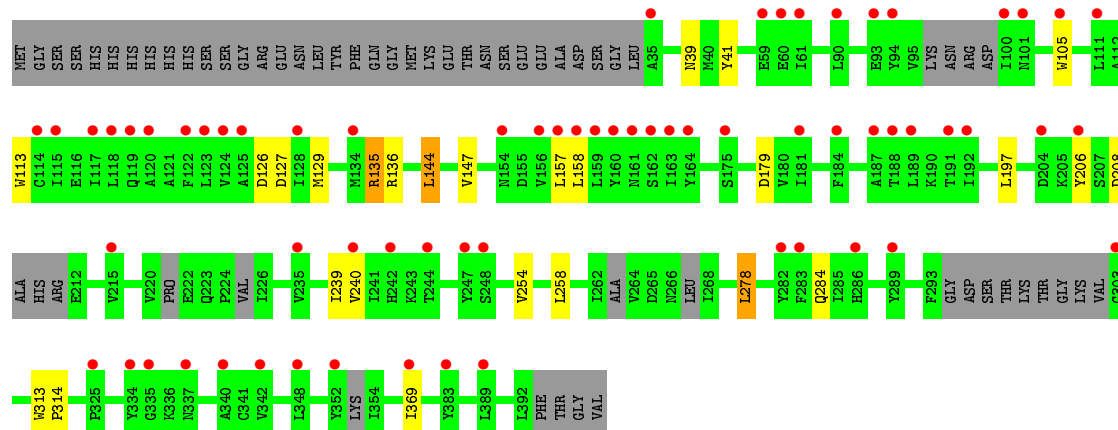 MET GLY SER SER HIS HIS HIS HIS HIS HIS SER SER GLY ARG GLU ASN LEU TYR PHE GLN GLY MET LYS GLU THR ASN SER GLU GLU ALA ASP SER GLY LEU A35 N39 M40 Y41 E59 E60 I61 L90 E93 Y94 V95 LYS ASN ARG ASP I100 N101 W105 L111 A112
W113 C114 I115 E116 I117 L118 Q119 A120 A121 F122 L123 V124 A125 D126 D127 I128 M129 M134 R135 R136 L144 V147 N154 D155 V156 L157 L158 L159 Y160 N161 S162 I163 Y164 S175 D179 V180 I181 F184 A187 T188 L189 K190 T191 I192 L197 D204 K205 Y206 S207 D208
ALA HIS ARG E212 V215 V220 PRO E222 Q223 P224 VAL I226 V235 I239 V240 I241 H242 K243 T244 Y247 S248 V254 L258 I262 ALA V264 D265 N266 LEU I268 L278 Y282 F283 Q284 I285 H286 Y289 F293 GLY ASP SER THR LYS THR GLY LYS VAL
W313 P314 P325 Y334 G335 K336 N337 A340 C341 V342 L348 Y352 LYS I354 I369 Y383 L389 L392 PHE THR GLY VAL